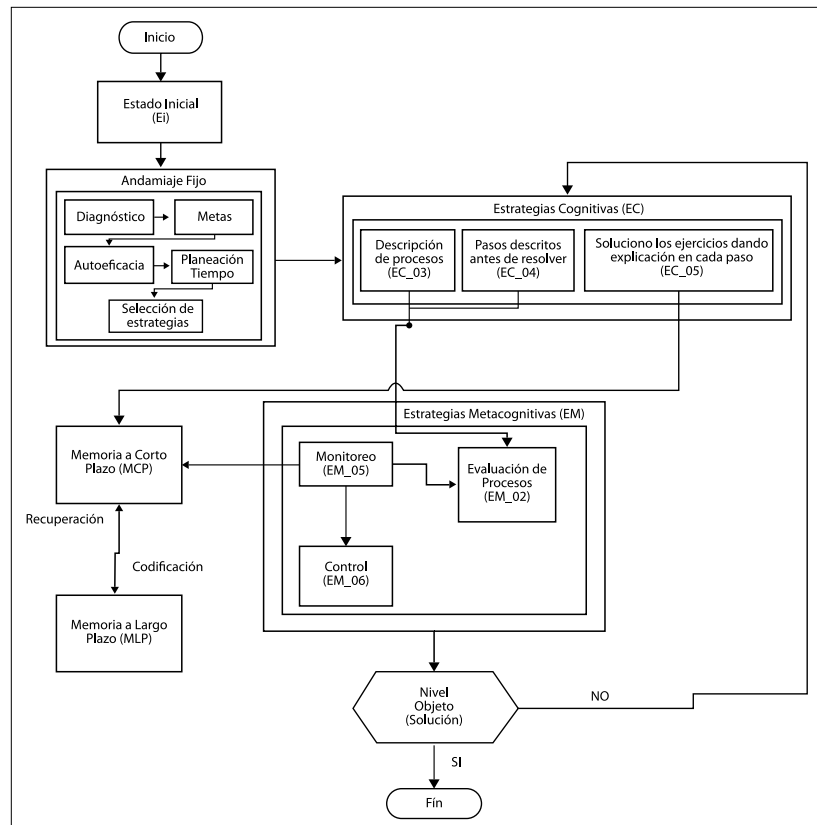 Inicio
Estado Inicial
(Ei)
Andamiaje Fijo
Diagnóstico
Metas
Autoeficacia
Planeación
Tiempo
Selección de
estrategias
Estrategias Cognitivas (EC)
Descripción
de procesos
(EC_03)
Pasos descritos
antes de resolver
(EC_04)
Soluciono los ejercicios dando
explicación en cada paso
(EC_05)
Estrategias Metacognitivas (EM)
Monitoreo
(EM_05)
Evaluación de
Procesos
(EM_02)
Control
(EM_06)
Memoria a Corto
Plazo (MCP)
Recuperación
Codificación
Memoria a Largo
Plazo (MLP)
Nivel
Objeto
(Solución)
NO
SI
Fín